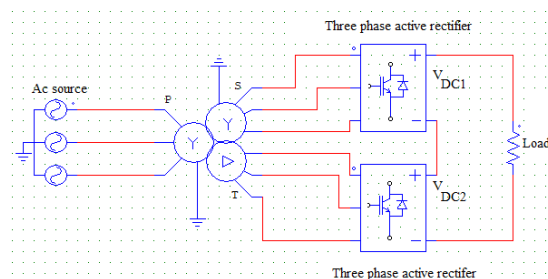 Three phase active rectifier
Ac source
P
S
T
Y
Y
+
−
V
DC1
Load
+
−
V
DC2
Three phase active rectifer